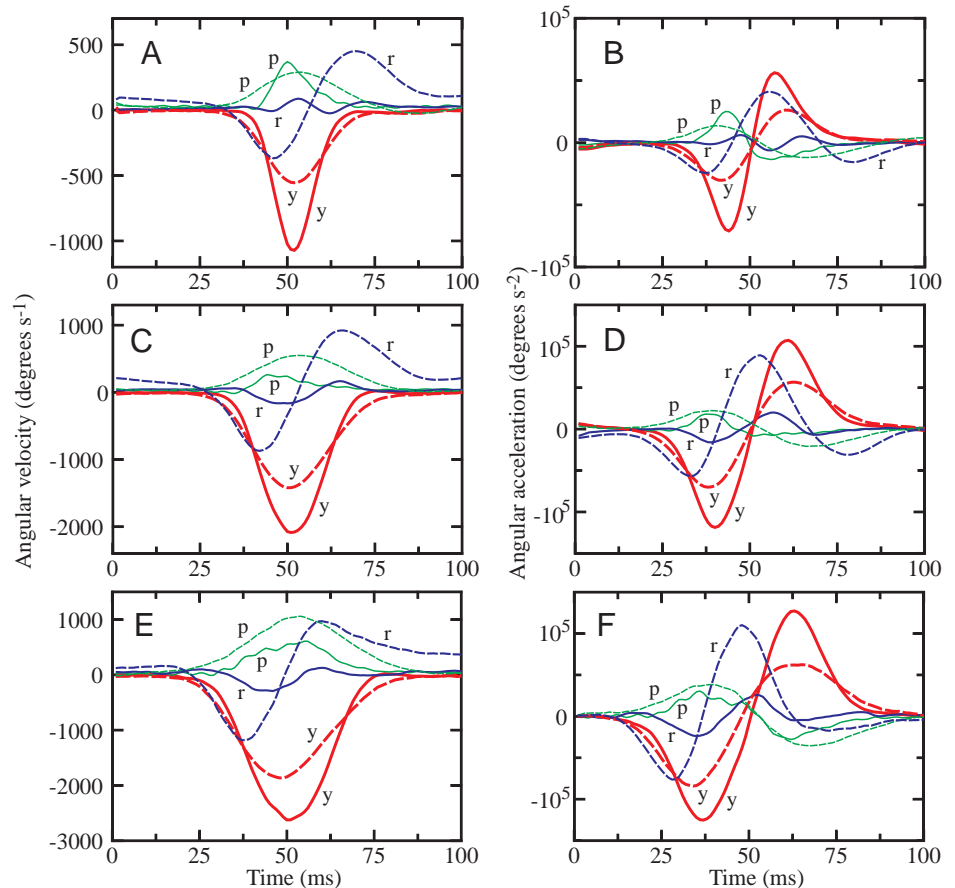 A
500
0
-500
-1000
p
p
r
r
y
y
0
25
50
75
100
B
10⁵
0
-10⁵
p
p
r
r
y
y
0
25
50
75
100
C
1000
0
-1000
-2000
p
p
r
r
y
y
0
25
50
75
100
D
10⁵
0
-10⁵
p
p
r
r
y
y
0
25
50
75
100
E
1000
0
-1000
-2000
-3000
p
p
r
r
y
y
0
25
50
75
100
F
10⁵
0
-10⁵
p
p
r
r
y
y
0
25
50
75
100
Angular velocity (degrees s⁻¹)
Angular acceleration (degrees s⁻²)
Time (ms)
Time (ms)